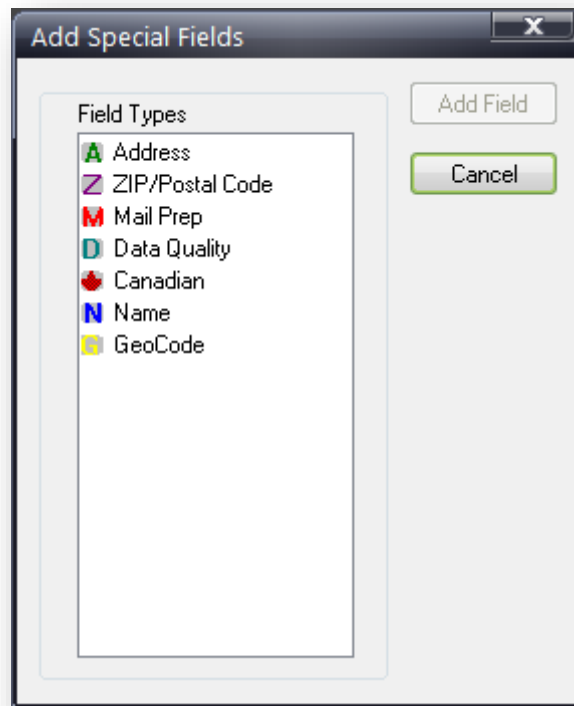 Add Special Fields
X
Field Types
A Address
Z ZIP/Postal Code
M Mail Prep
D Data Quality
Canadian
N Name
G GeoCode
Add Field
Cancel